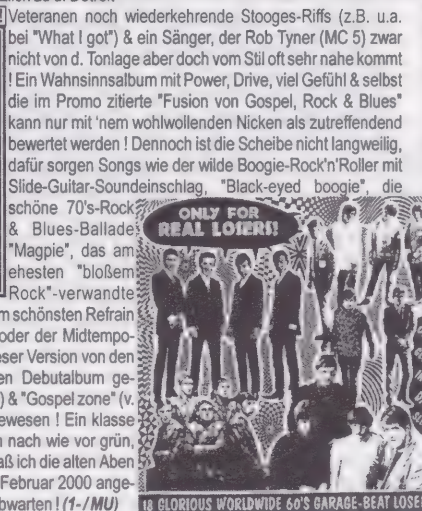 ! Veteranen noch wiederkehrende Stooges-Riffs (z.B. u.a.
bei "What I got") & ein Sänger, der Rob Tyner (MC 5) zwar
nicht von d. Tonlage aber doch vom Stil oft sehr nahe kommt
! Ein Wahnsinnsalbum mit Power, Drive, viel Gefühl & selbst
die im Promo zitierte "Fusion von Gospel, Rock & Blues"
kann nur mit 'nem wohlwollenden Nicken als zutreffendend
bewertet werden ! Dennoch ist die Scheibe nicht langweilig,
dafür sorgen Songs wie der wilde Boogie-Rock'n'Roller mit
Slide-Guitar-Soundeinschlag, "Black-eyed boogie", die
schöne 70's-Rock
& Blues-Ballade
"Magpie", das am
ehesten "bloßem
Rock"-verwandte
m schönsten Refrain
oder der Midtempo-
eser Version von den
en Debutalbum ge-
) & "Gospel zone" (v.
ewesen ! Ein klasse
n nach wie vor grün,
aß ich die alten Aben
Februar 2000 ange-
bwarten ! (1-/MU)
ONLY FOR
REAL LOSERS!
18 GLORIOUS WORLDWIDE 60'S GARAGE-BEAT LOSE